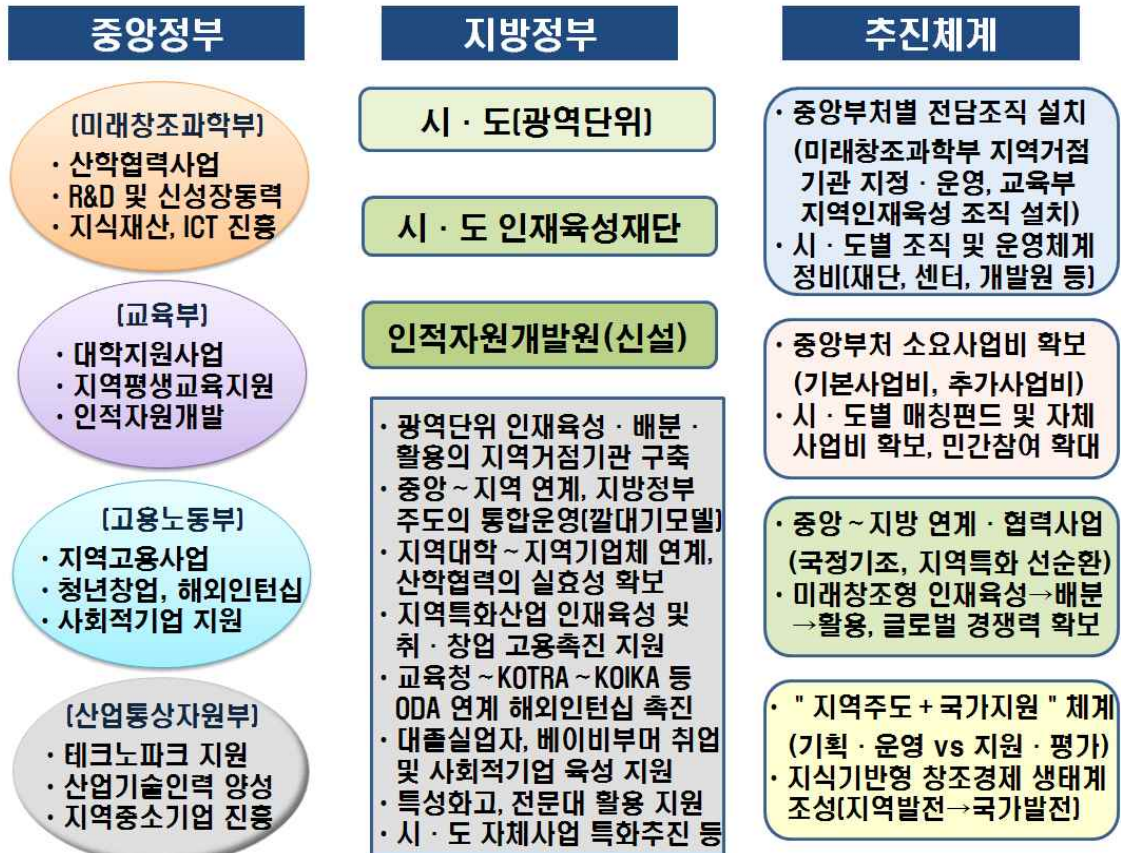 중앙정부
(미래창조과학부)
· 산학협력사업
· R&D 및 신성장동력
· 지식재산, ICT 진흥
(교육부)
· 대학지원사업
· 지역평생교육지원
· 인적자원개발
(고용노동부)
· 지역고용사업
· 청년창업, 해외인턴십
· 사회적기업 지원
(산업통상자원부)
· 테크노파크 지원
· 산업기술인력 양성
· 지역중소기업 진흥
지방정부
시 · 도(광역단위)
시 · 도 인재육성재단
인적자원개발원(신설)
· 광역단위 인재육성 · 배분 ·
활용의 지역거점기관 구축
· 중앙~지역 연계, 지방정부
주도의 통합운영(깔대기모델)
· 지역대학~지역기업체 연계,
산학협력의 실효성 확보
· 지역특화산업 인재육성 및
취 · 창업 고용촉진 지원
· 교육청~KOTRA~KOIKA 등
ODA 연계 해외인턴십 촉진
· 대졸실업자, 베이비부머 취업
및 사회적기업 육성 지원
· 특성화고, 전문대 활용 지원
· 시 · 도 자체사업 특화추진 등
추진체계
· 중앙부처별 전담조직 설치
(미래창조과학부 지역거점
기관 지정 · 운영, 교육부
지역인재육성 조직 설치)
· 시 · 도별 조직 및 운영체계
정비(재단, 센터, 개발원 등)
· 중앙부처 소요사업비 확보
(기본사업비, 추가사업비)
· 시 · 도별 매칭펀드 및 자체
사업비 확보, 민간참여 확대
· 중앙~지방 연계 · 협력사업
(국정기조, 지역특화 선순환)
· 미래창조형 인재육성→배분
→활용, 글로벌 경쟁력 확보
· "지역주도+국가지원" 체계
(기획 · 운영 vs 지원 · 평가)
· 지식기반형 창조경제 생태계
조성(지역발전→국가발전)